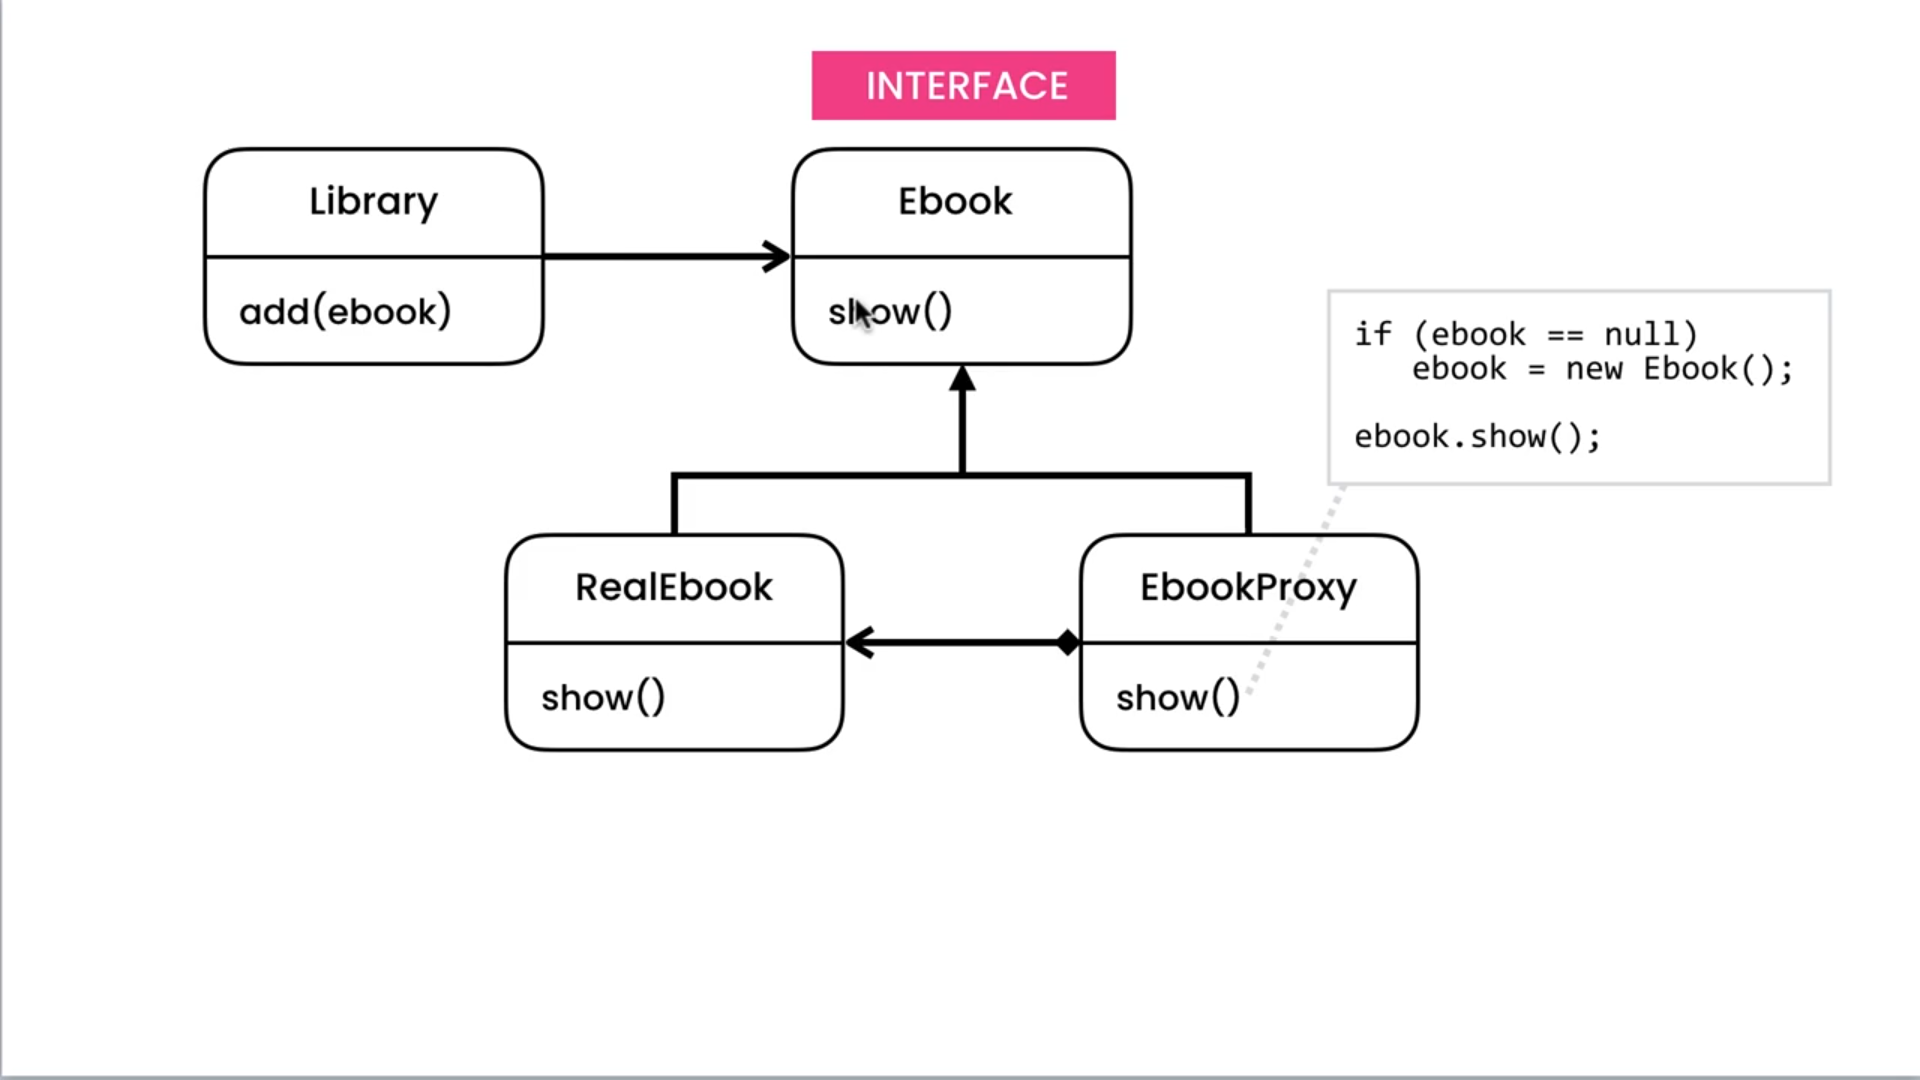 INTERFACE
Library
add(ebook)
Ebook
show()
if (ebook == null)
ebook = new Ebook();
ebook.show();
RealEbook
show()
EbookProxy
show()